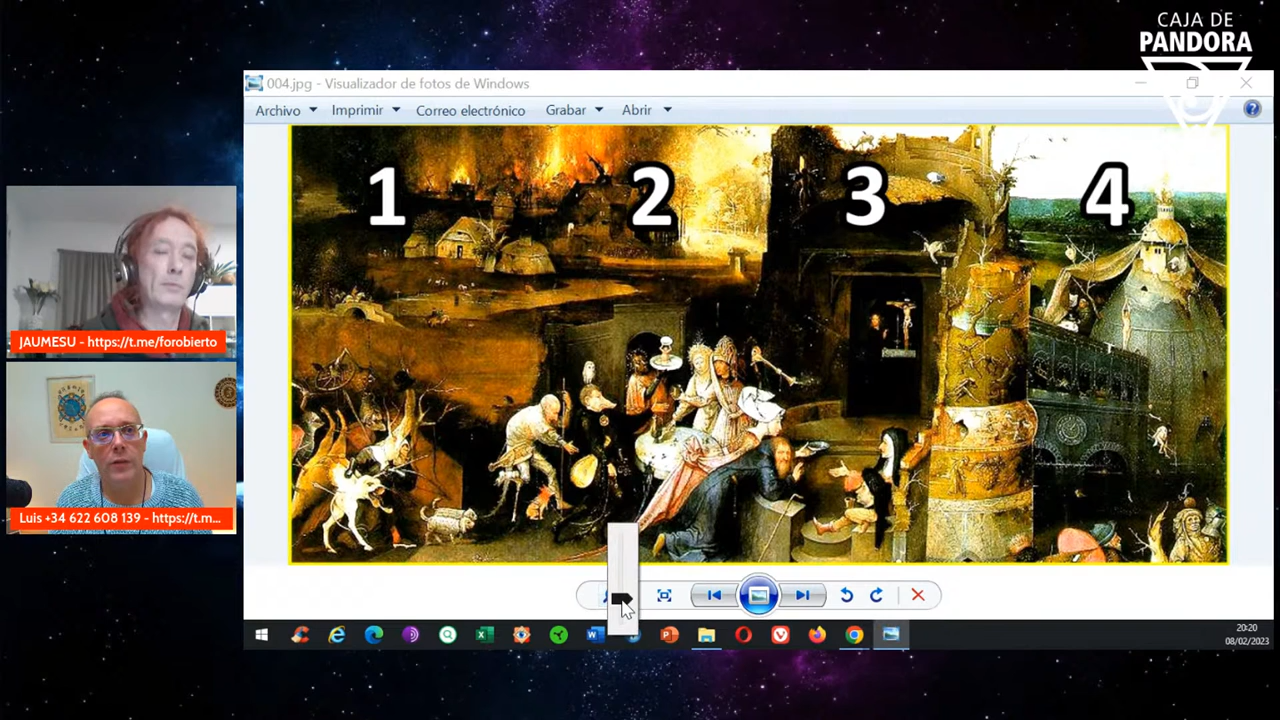 CAJA DE
PANDORA
004.jpg - Visualizador de fotos de Windows
Archivo Imprimir Correo electrónico Grabar Abrir
1 2 3 4
JAUMESU - https://t.me/forobierto
Luis +34 622 608 139 - https://t.m...
20:20
08/02/2023